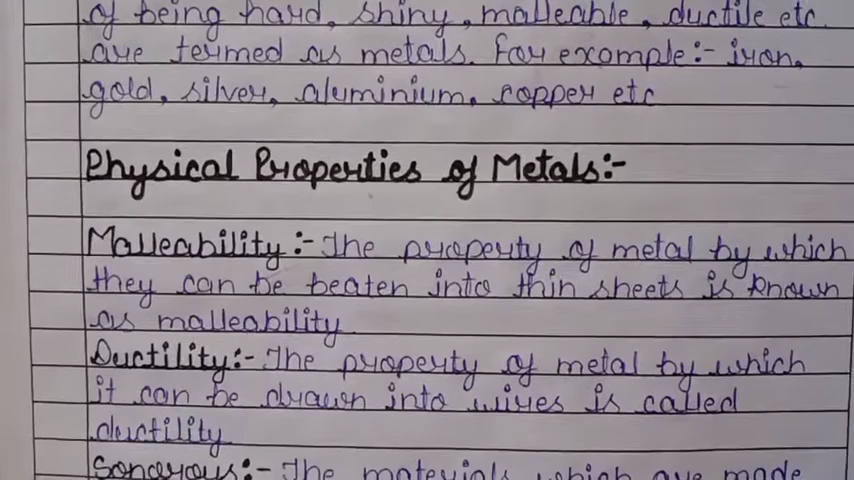 of being hard, shiny, malleable, ductile etc.
are termed as metals. For example:- iron,
gold, silver, aluminium, copper etc
Physical Properties of Metals:-
Malleability:- The property of metal by which
they can be beaten into thin sheets is known
as malleability
Ductility:- The property of metal by which
it can be drawn into wires is called
ductility
Sonorous:- The materials which are made